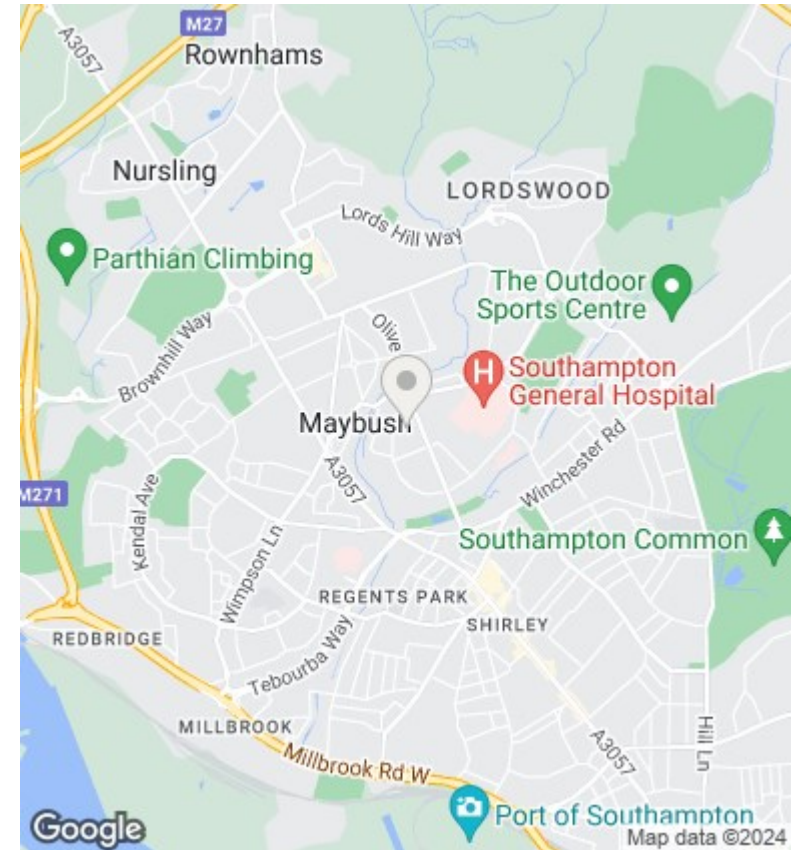 M27
A3057
Rownhams
Nursling
LORDSWOOD
Lords Hill Way
Parthian Climbing
The Outdoor
Sports Centre
Olive
Brownhill Way
Southampton
General Hospital
Maybush
Winchester Rd
A3057
M271
Kendal Ave
Wimpson Ln
Southampton Common
REGENTS PARK
SHIRLEY
REDBRIDGE
Tebourba Way
MILLBROOK
Hill Ln
A3057
Millbrook Rd W
Port of Southampton
Google
Map data ©2024
H